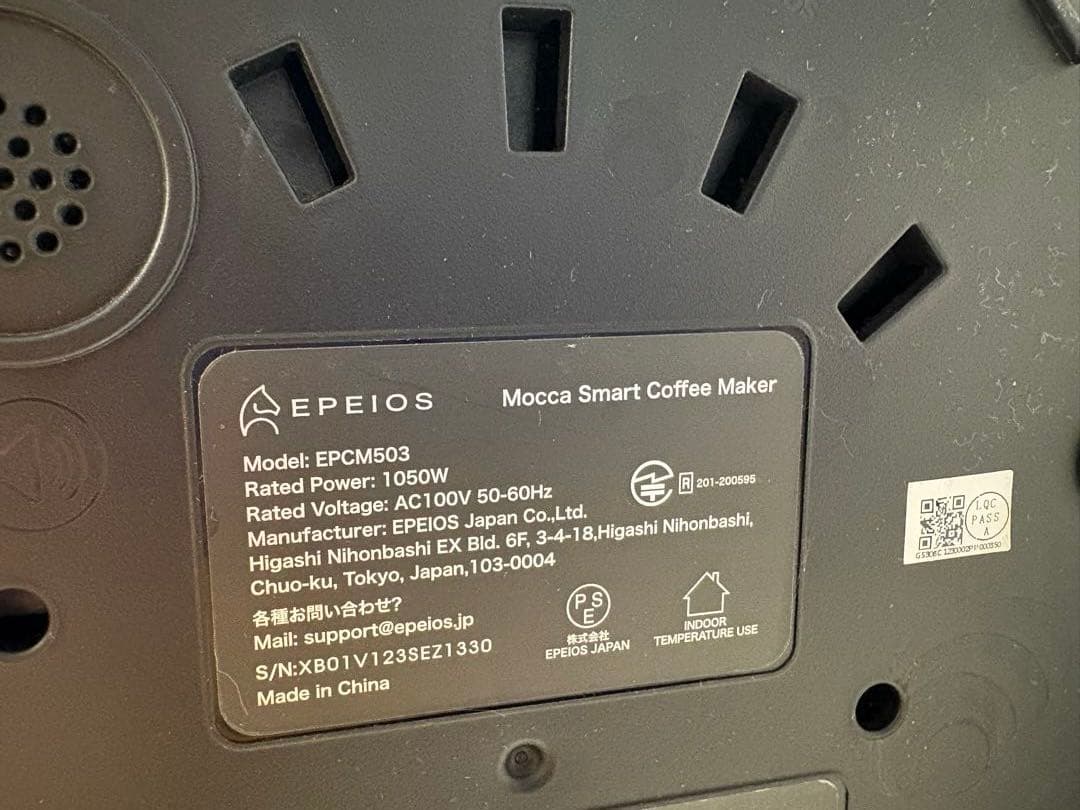 EPEIOS
Mocca Smart Coffee Maker
Model: EPCM503
Rated Power: 1050W
Rated Voltage: AC100V 50-60Hz
Manufacturer: EPEIOS Japan Co.,Ltd.
Higashi Nihonbashi EX Bld. 6F, 3-4-18,Higashi Nihonbashi,
Chuo-ku, Tokyo, Japan,103-0004
R 201-200595
各種お問い合わせ?
Mail: support@epeios.jp
S/N:XB01V123SEZ1330
Made in China
PSE
株式会社
EPEIOS JAPAN
INDOOR
TEMPERATURE USE
PASS
A